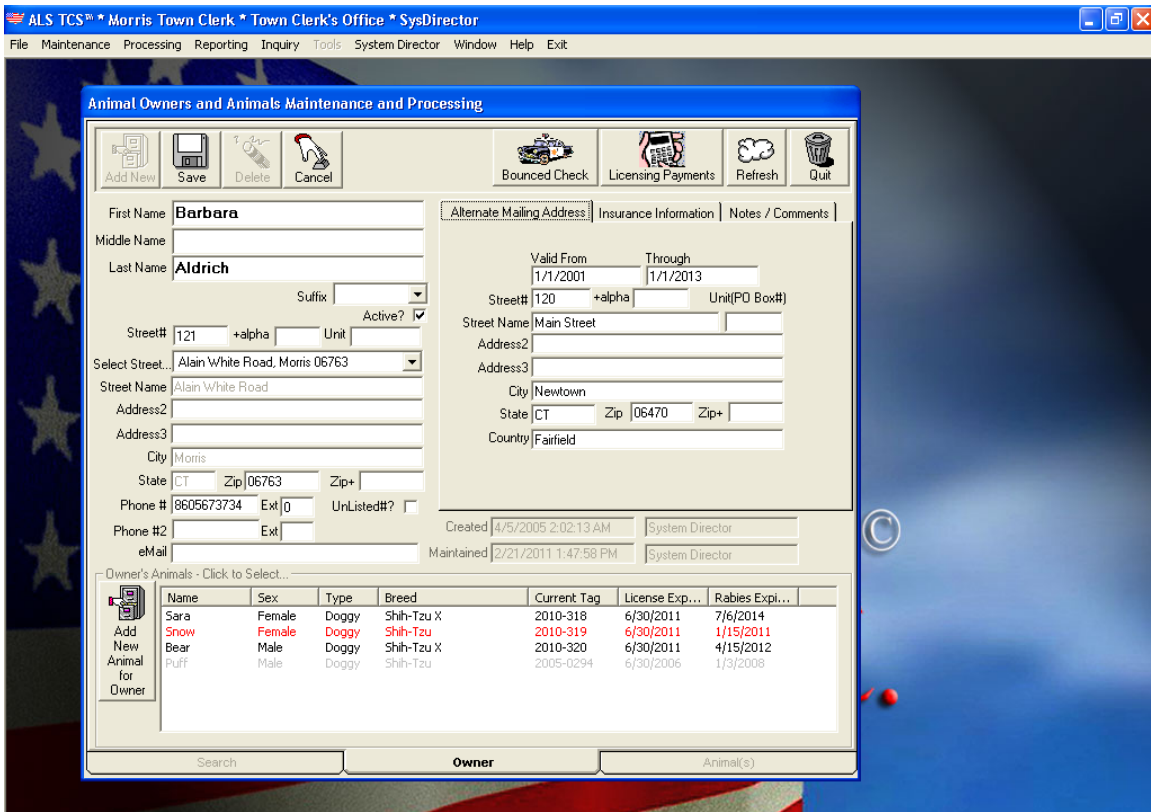 ALS TCS™ * Morris Town Clerk * Town Clerk's Office * SysDirector
File Maintenance Processing Reporting Inquiry Tools System Director Window Help Exit
Animal Owners and Animals Maintenance and Processing
Add New Save Delete Cancel Bounced Check Licensing Payments Refresh Quit
First Name Barbara
Middle Name
Last Name Aldrich
Suffix
Active?
Street# 121 +alpha Unit
Select Street... Alain White Road, Morris 06763
Street Name Alain White Road
Address2
Address3
City Morris
State CT Zip 06763 Zip+
Phone # 8605673734 Ext 0 UnListed#?
Phone #2 Ext
eMail
Alternate Mailing Address Insurance Information Notes / Comments
Valid From Through
1/1/2001 1/1/2013
Street# 120 +alpha Unit(PO Box#)
Street Name Main Street
Address2
Address3
City Newtown
State CT Zip 06470 Zip+
Country Fairfield
Created 4/5/2005 2:02:13 AM System Director
Maintained 2/21/2011 1:47:58 PM System Director
©
Owner's Animals - Click to Select...
Add
New
Animal
for
Owner
Name Sex Type Breed Current Tag License Exp... Rabies Expi...
Sara Female Doggy Shih-Tzu X 2010-318 6/30/2011 7/6/2014
Snow Female Doggy Shih-Tzu 2010-319 6/30/2011 1/15/2011
Bear Male Doggy Shih-Tzu X 2010-320 6/30/2011 4/15/2012
Puff Male Doggy Shih-Tzu 2005-0294 6/30/2006 1/3/2008
Search Owner Animal(s)